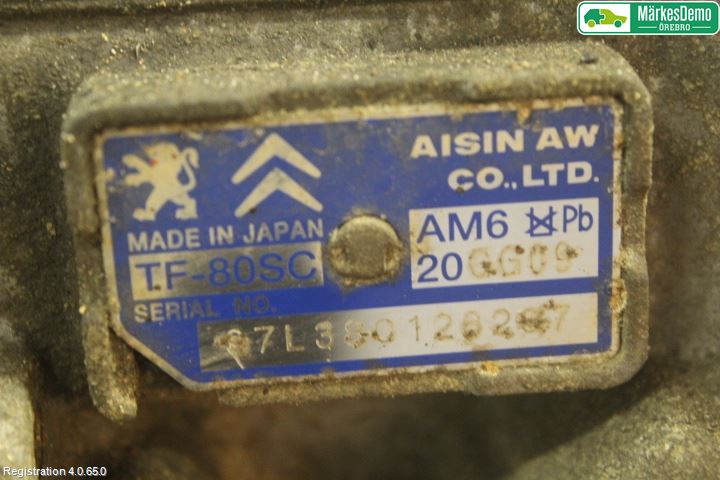 MärkesDemo
ÖREBRO
AISIN AW
CO.,LTD.
MADE IN JAPAN
AM6 Pb
TF-80SC
20GG09
SERIAL NO.
Registration 4.0.65.0